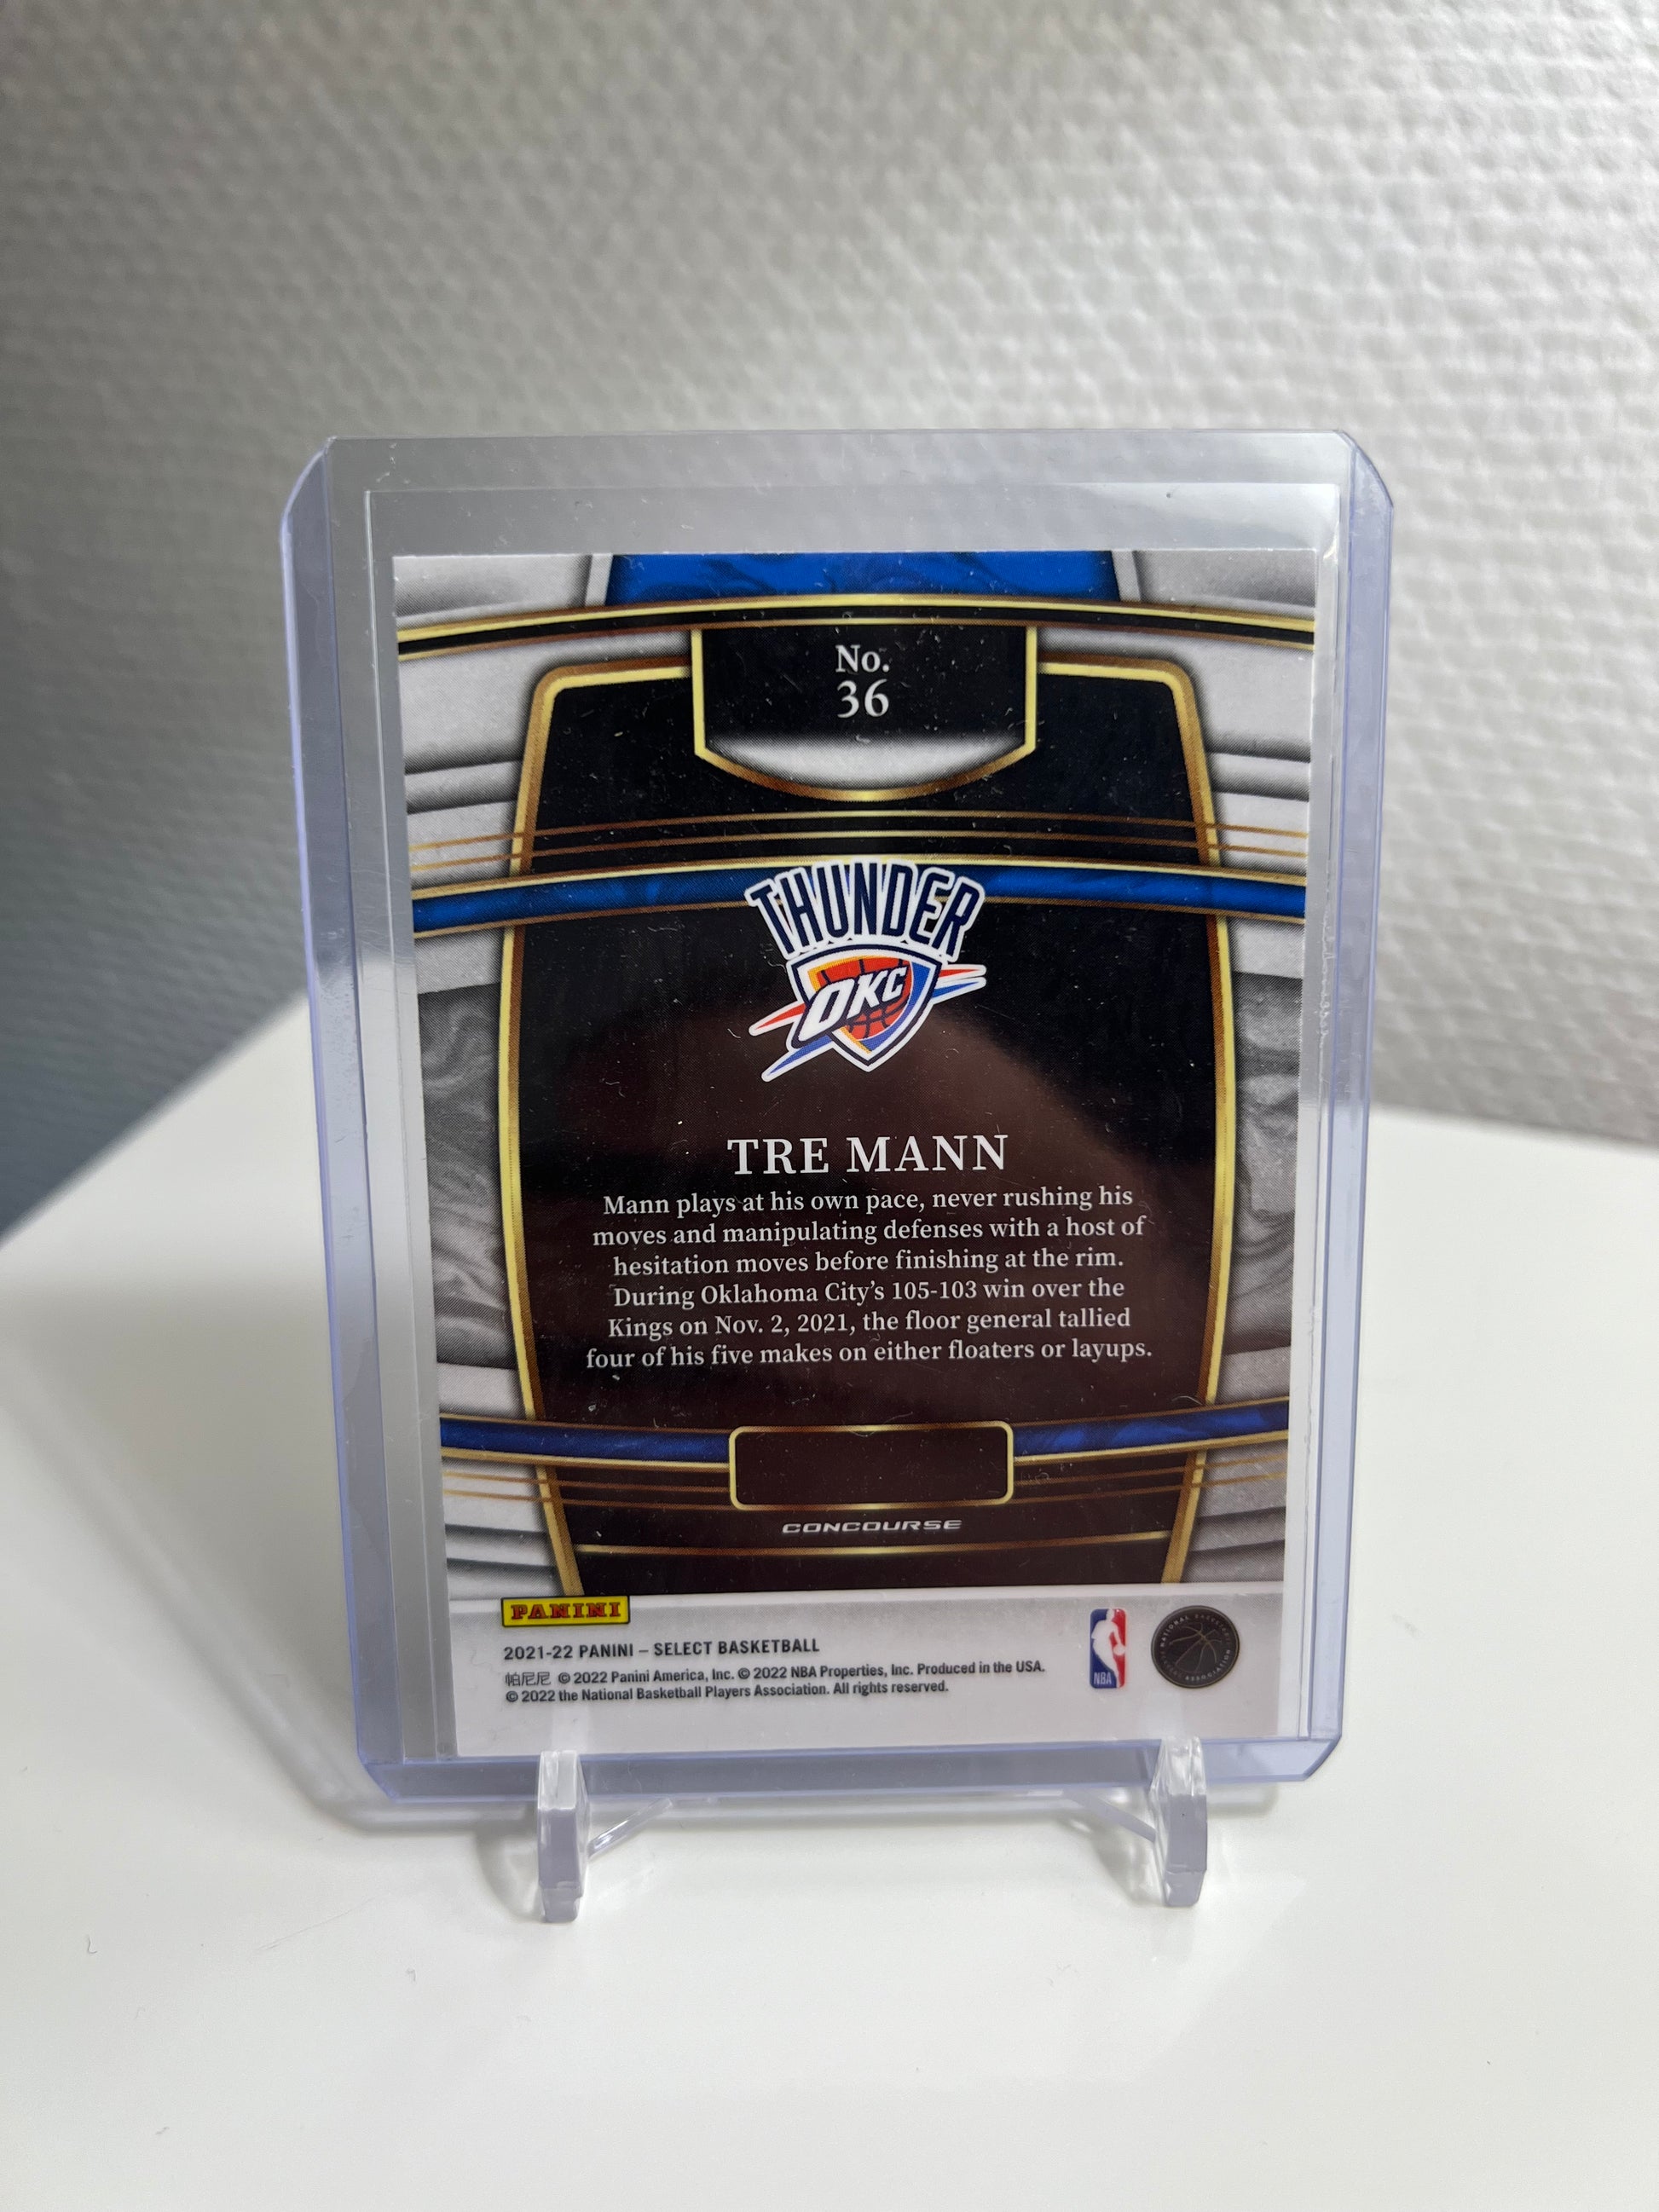 No.
36
THUNDER
OKC
TRE MANN
Mann plays at his own pace, never rushing his
moves and manipulating defenses with a host of
hesitation moves before finishing at the rim.
During Oklahoma City's 105-103 win over the
Kings on Nov. 2, 2021, the floor general tallied
four of his five makes on either floaters or layups.
CONCOURSE
PANINI
2021-22 PANINI – SELECT BASKETBALL
帕尼尼 © 2022 Panini America, Inc. © 2022 NBA Properties, Inc. Produced in the USA.
© 2022 the National Basketball Players Association. All rights reserved.
NBA
NATIONAL BASKETBALL PLAYERS ASSOCIATION